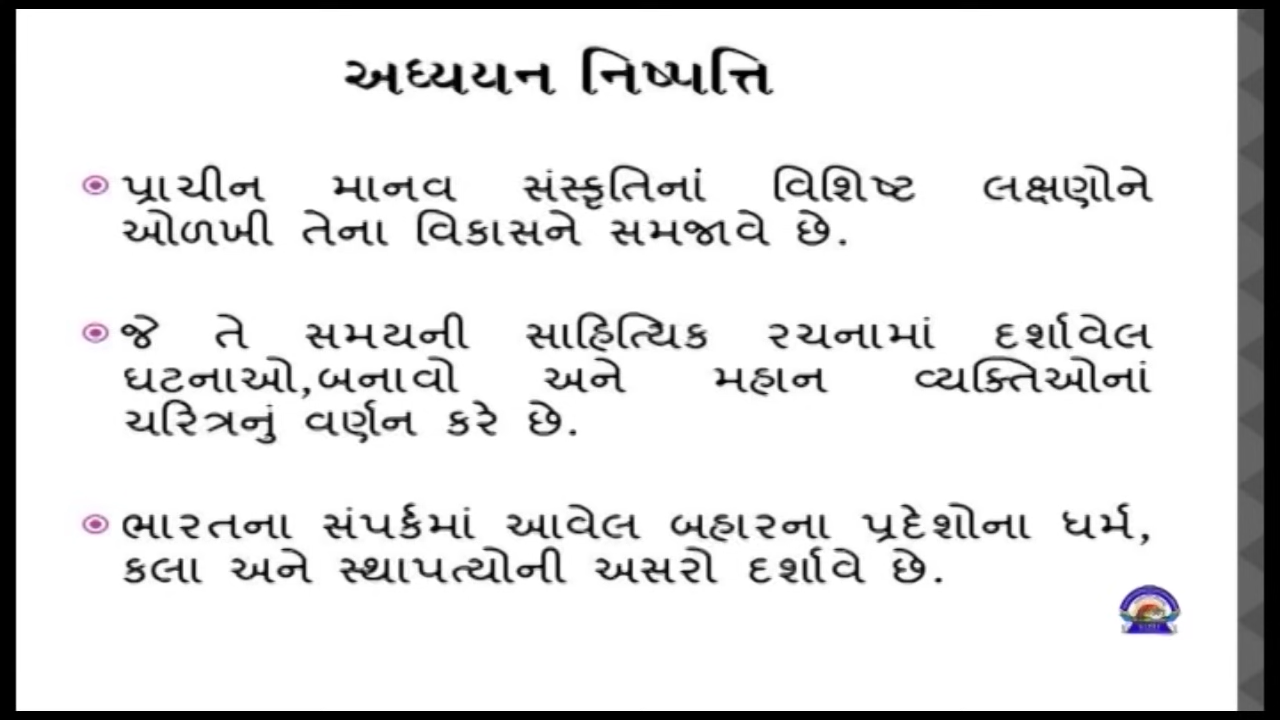 અધ્યયન નિષ્પત્તિ
પ્રાચીન માનવ સંસ્કૃતિનાં વિશિષ્ટ લક્ષણોને
ઓળખી તેના વિકાસને સમજાવે છે.
જે તે સમયની સાહિત્યિક રચનામાં દર્શાવેલ
ઘટનાઓ,બનાવો અને મહાન વ્યક્તિઓનાં
ચરિત્રનું વર્ણન કરે છે.
ભારતના સંપર્કમાં આવેલ બહારના પ્રદેશોના ધર્મ,
કલા અને સ્થાપત્યોની અસરો દર્શાવે છે.